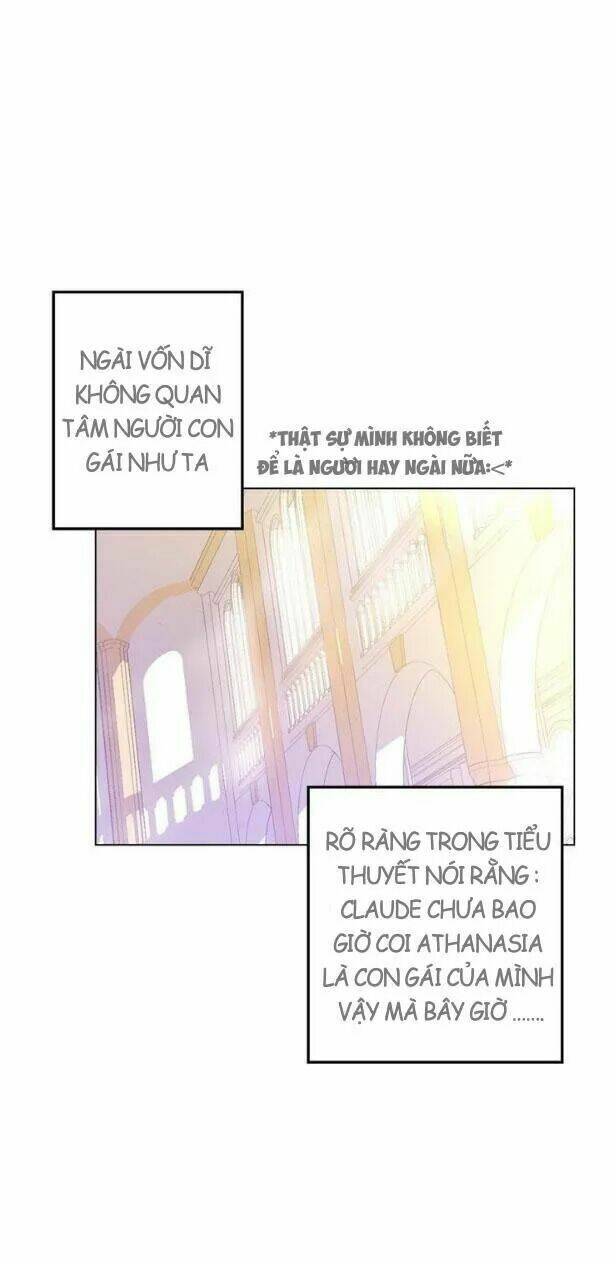 NGÀI VỐN DĨ
KHÔNG QUAN
TÂM NGƯỜI CON
GÁI NHƯ TA
*THẬT SỰ MÌNH KHÔNG BIẾT
ĐỂ LÀ NGƯƠI HAY NGÀI NỮA:<*
RÕ RÀNG TRONG TIỂU
THUYẾT NÓI RẰNG :
CLAUDE CHƯA BAO
GIỜ COI ATHANASIA
LÀ CON GÁI CỦA MÌNH
VẬY MÀ BÂY GIỜ .......